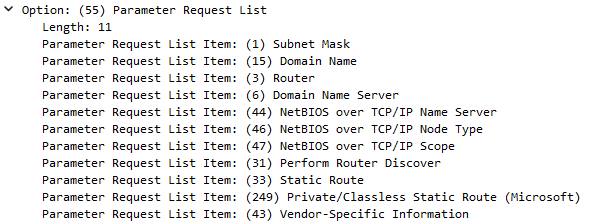 Option: (55) Parameter Request List
Length: 11
Parameter Request List Item: (1) Subnet Mask
Parameter Request List Item: (15) Domain Name
Parameter Request List Item: (3) Router
Parameter Request List Item: (6) Domain Name Server
Parameter Request List Item: (44) NetBIOS over TCP/IP Name Server
Parameter Request List Item: (46) NetBIOS over TCP/IP Node Type
Parameter Request List Item: (47) NetBIOS over TCP/IP Scope
Parameter Request List Item: (31) Perform Router Discover
Parameter Request List Item: (33) Static Route
Parameter Request List Item: (249) Private/Classless Static Route (Microsoft)
Parameter Request List Item: (43) Vendor-Specific Information